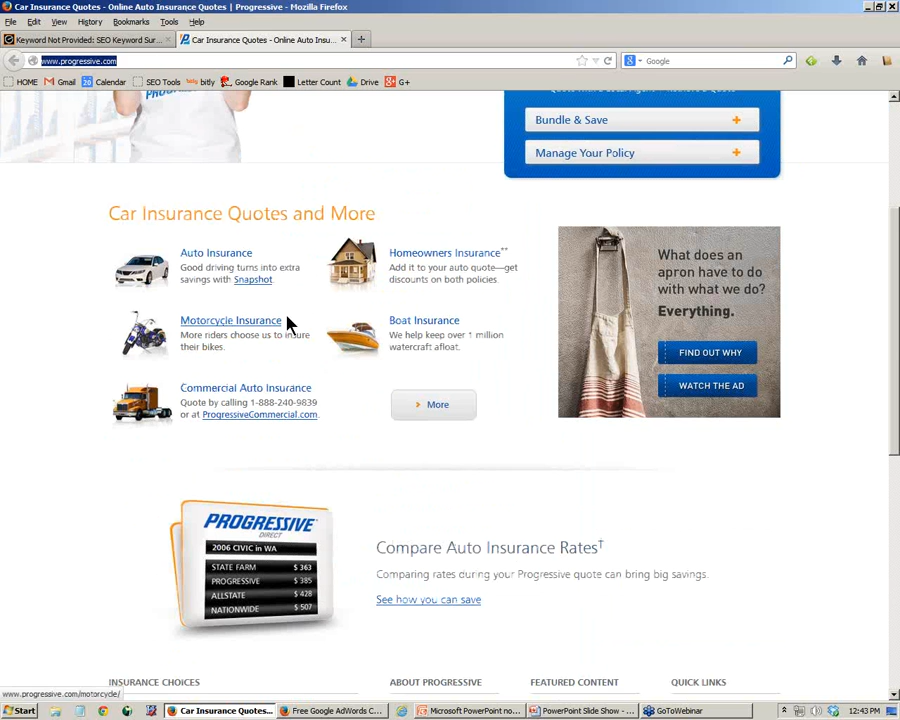 Car Insurance Quotes - Online Auto Insurance Quotes | Progressive - Mozilla Firefox
File Edit View History Bookmarks Tools Help
Keyword Not Provided: SEO Keyword Sur... × Car Insurance Quotes - Online Auto Insu... × +
www.progressive.com
Google
HOME Gmail 20 Calendar SEO Tools bitly Google Rank Letter Count Drive G+
Bundle & Save +
Manage Your Policy +
Car Insurance Quotes and More
Auto Insurance
Good driving turns into extra
savings with Snapshot.
Homeowners Insurance**
Add it to your auto quote—get
discounts on both policies.
Motorcycle Insurance
More riders choose us to insure
their bikes.
Boat Insurance
We help keep over 1 million
watercraft afloat.
Commercial Auto Insurance
Quote by calling 1-888-240-9839
or at ProgressiveCommercial.com.
More
What does an
apron have to do
with what we do?
Everything.
FIND OUT WHY
WATCH THE AD
PROGRESSIVE
DIRECT
2006 CIVIC in WA
STATE FARM $ 363
PROGRESSIVE $ 385
ALLSTATE $ 428
NATIONWIDE $ 507
Compare Auto Insurance Rates†
Comparing rates during your Progressive quote can bring big savings.
See how you can save
INSURANCE CHOICES ABOUT PROGRESSIVE FEATURED CONTENT QUICK LINKS
www.progressive.com/motorcycle/
Start Car Insurance Quotes... Free Google AdWords C... Microsoft PowerPoint no... PowerPoint Slide Show - ... GoToWebinar 12:43 PM